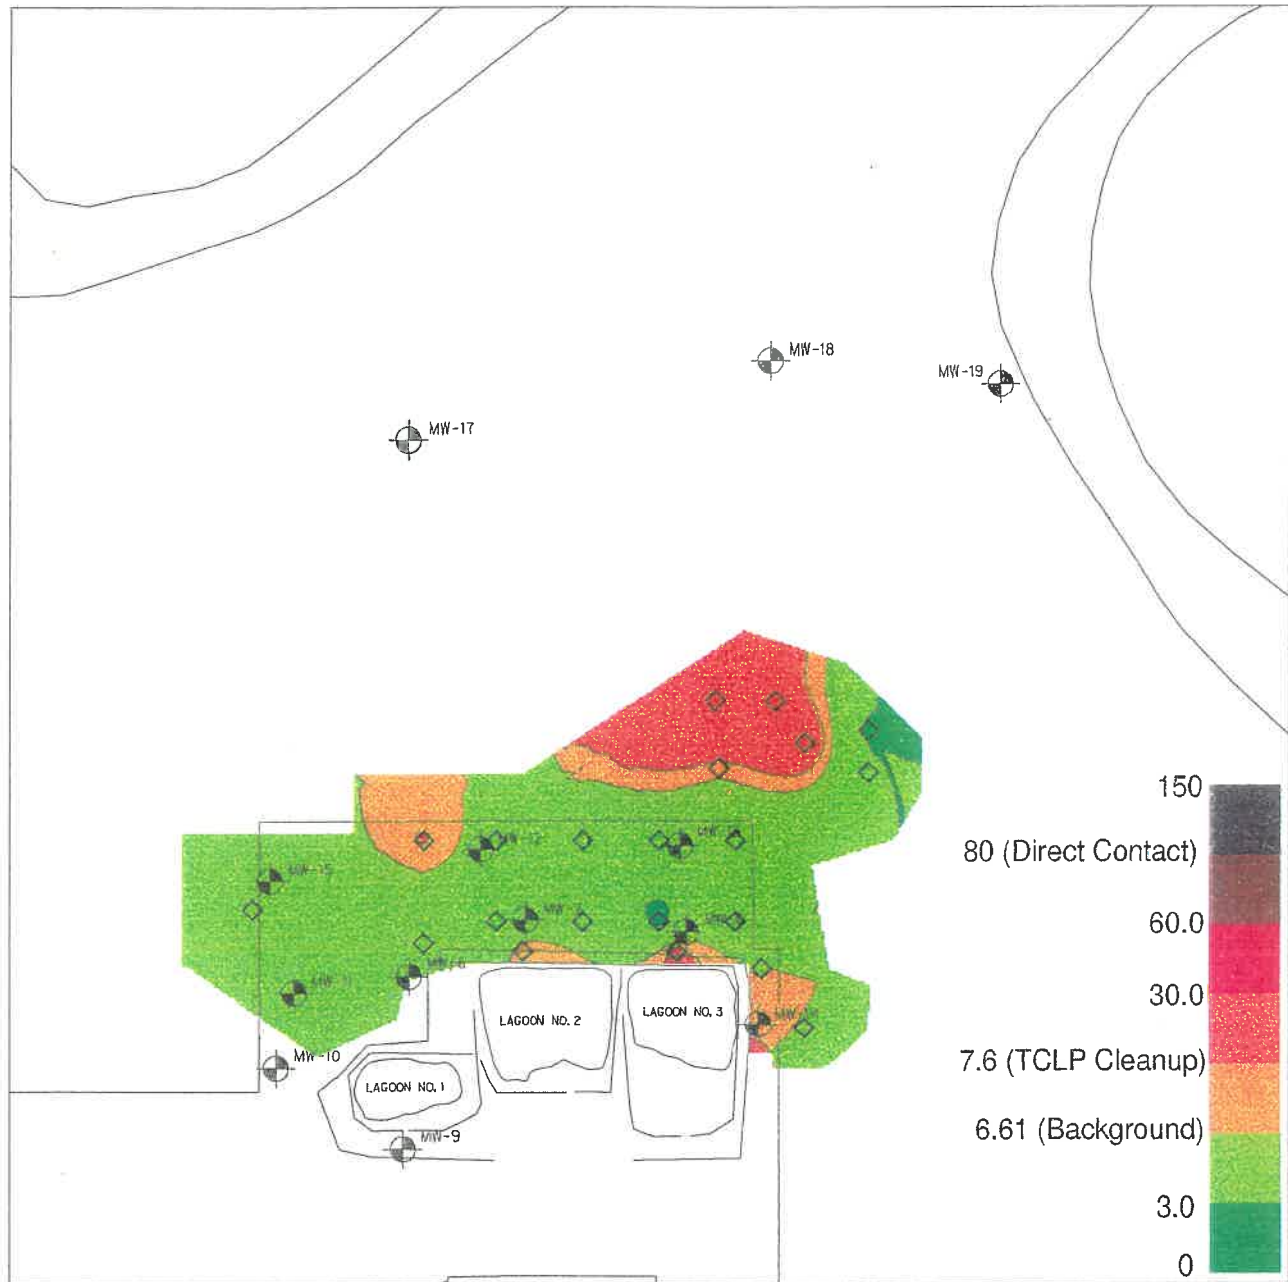 MW-18
MW-19
MW-17
150
80 (Direct Contact)
60.0
30.0
7.6 (TCLP Cleanup)
6.61 (Background)
3.0
0
MW-12
MW-15
LAGOON NO. 2
LAGOON NO. 3
MW-10
LAGOON NO. 1
MW-9